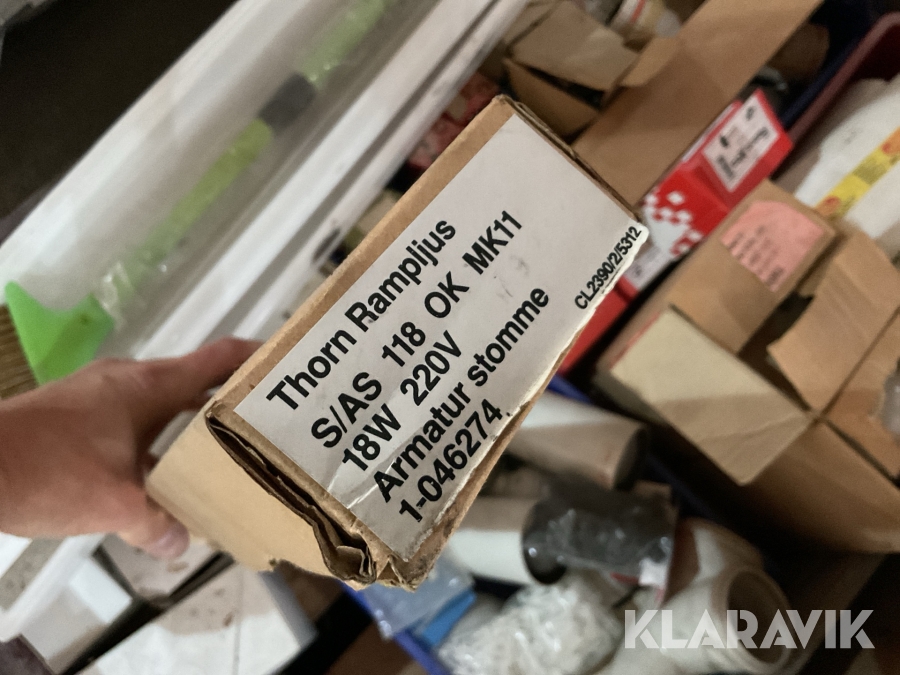 Thorn Rampljus
S/AS 118 OK MK11
18W 220V
Armatur stomme
1-046274
CL2390/2/5312
KLARAVIK